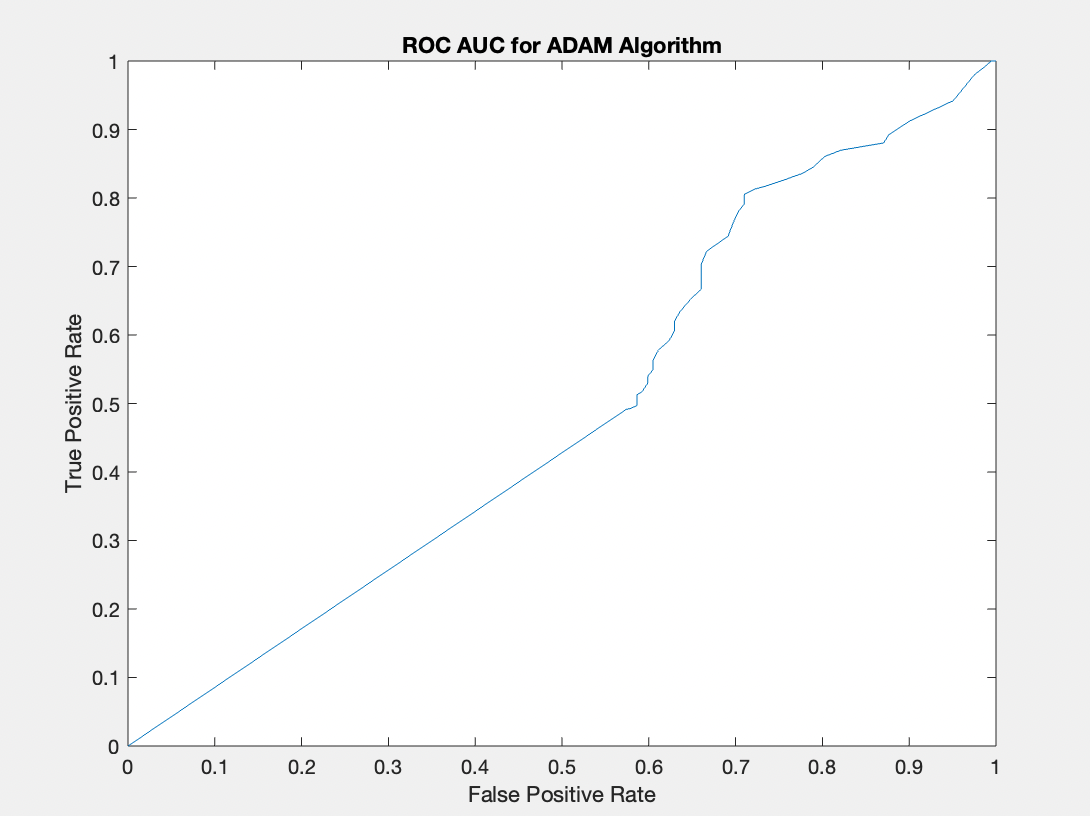 ROC AUC for ADAM Algorithm
1
0.9
0.8
0.7
0.6
0.5
0.4
0.3
0.2
0.1
0
True Positive Rate
0 0.1 0.2 0.3 0.4 0.5 0.6 0.7 0.8 0.9 1
False Positive Rate